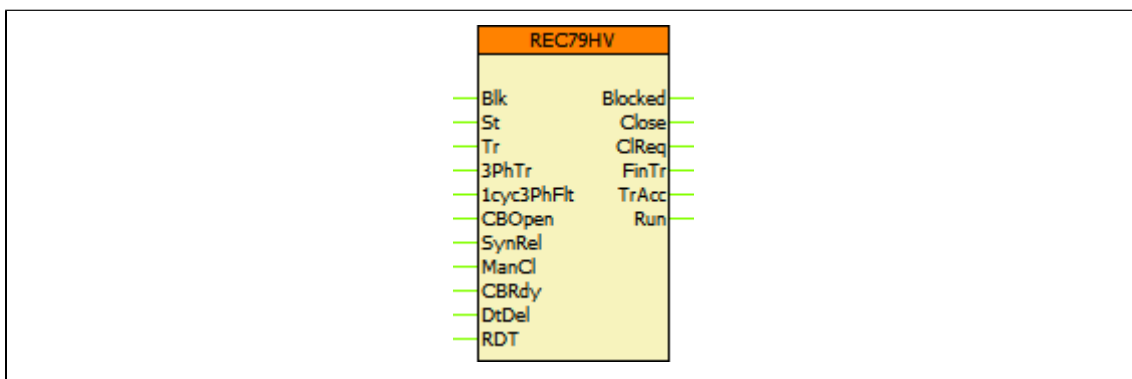 REC79HV
Blk Blocked
St Close
Tr ClReq
3PhTr FinTr
1cyc3PhFlt TrAcc
CBOpen Run
SynRel
ManCl
CBRdy
DtDel
RDT